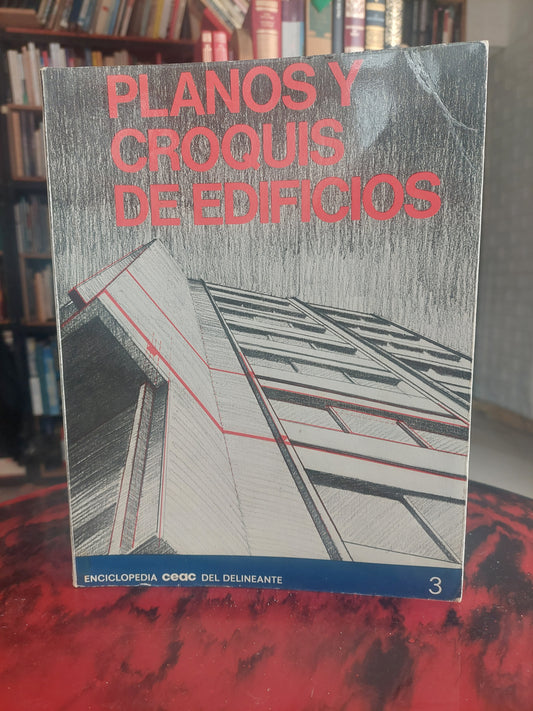 PLANOS Y
CROQUIS
DE EDIFICIOS
ENCICLOPEDIA ceac DEL DELINEANTE
3